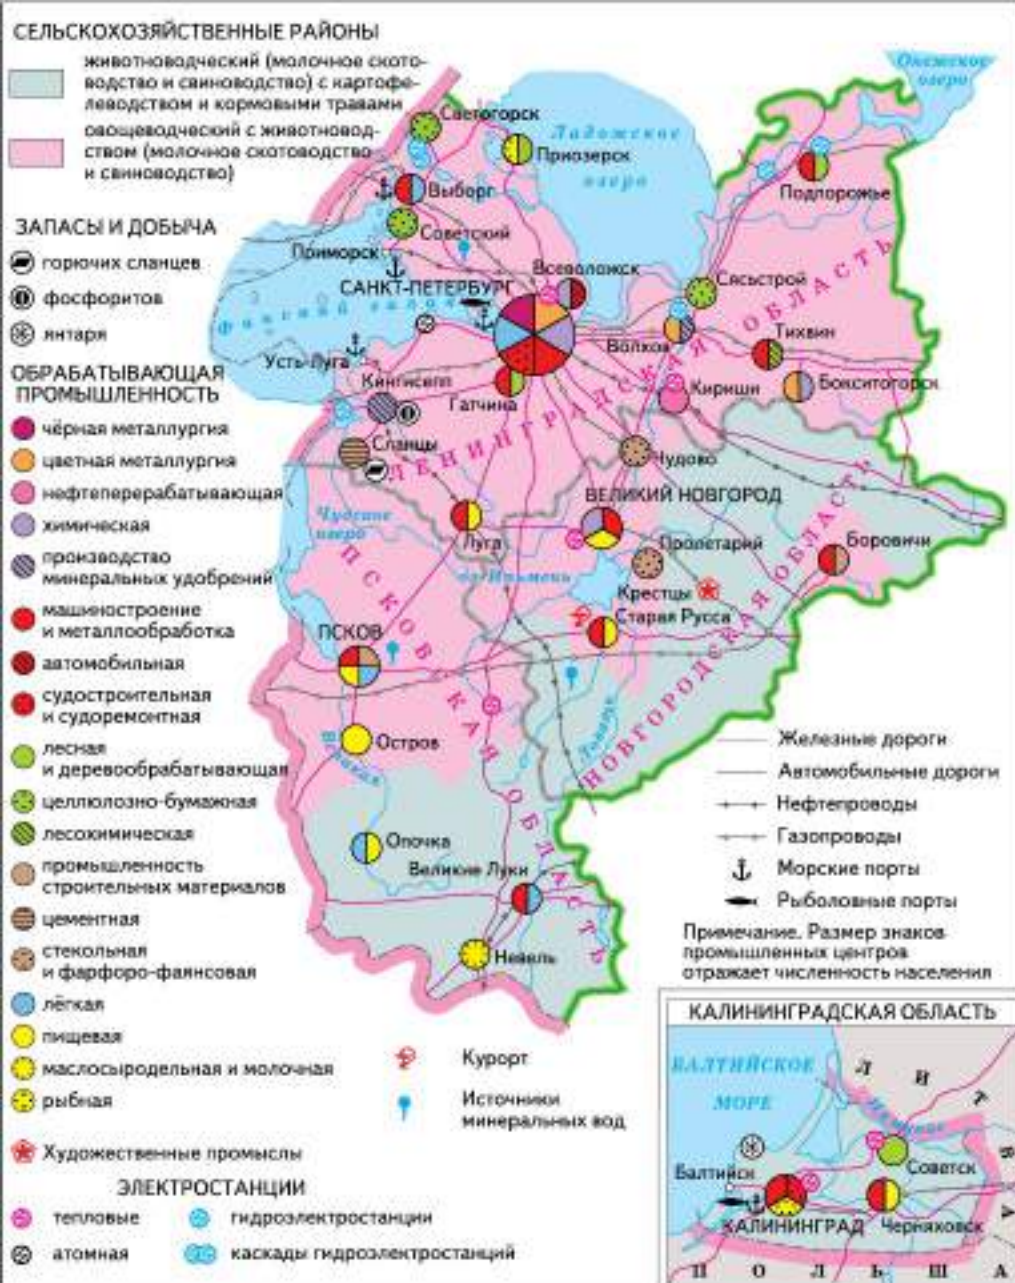 СЕЛЬСКОХОЗЯЙСТВЕННЫЕ РАЙОНЫ
животноводческий (молочное ското-
водство и свиноводство) с картофе-
леводством и кормовыми травами
овощеводческий с животновод-
ством (молочное скотоводство
и свиноводство)
ЗАПАСЫ И ДОБЫЧА
горючих сланцев
фосфоритов
янтаря
ОБРАБАТЫВАЮЩАЯ
ПРОМЫШЛЕННОСТЬ
чёрная металлургия
цветная металлургия
нефтеперерабатывающая
химическая
производство
минеральных удобрений
машиностроение
и металлообработка
автомобильная
судостроительная
и судоремонтная
лесная
и деревообрабатывающая
целлюлозно-бумажная
лесохимическая
промышленность
строительных материалов
цементная
стекольная
и фарфоро-фаянсовая
лёгкая
пищевая
маслосыродельная и молочная
рыбная
Художественные промыслы
ЭЛЕКТРОСТАНЦИИ
тепловые
гидроэлектростанции
атомная
каскады гидроэлектростанций
Курорт
Источники
минеральных вод
Онежское
озеро
Светогорск
Ладожское
озеро
Приозерск
Подпорожье
Выборг
Советский
Приморск
Всеволожск
Сясьстрой
САНКТ-ПЕТЕРБУРГ
Финский залив
Волхов
Тихвин
Усть-Луга
Кингисепп
Гатчина
Кириши
Бокситогорск
Сланцы
ЛЕНИНГРАДСКАЯ ОБЛАСТЬ
Чудово
ВЕЛИКИЙ НОВГОРОД
Чудское
озеро
Луга
Пролетарий
Боровичи
оз. Ильмень
Крестцы
Старая Русса
ПСКОВ
ПСКОВСКАЯ ОБЛАСТЬ
НОВГОРОДСКАЯ ОБЛАСТЬ
Ловать
Остров
Великая
Опочка
Великие Луки
Невель
Железные дороги
Автомобильные дороги
Нефтепроводы
Газопроводы
Морские порты
Рыболовные порты
Примечание. Размер знаков
промышленных центров
отражает численность населения
КАЛИНИНГРАДСКАЯ ОБЛАСТЬ
БАЛТИЙСКОЕ
МОРЕ
ЛИТВА
Советск
Балтийск
КАЛИНИНГРАД
Черняховск
ПОЛЬША